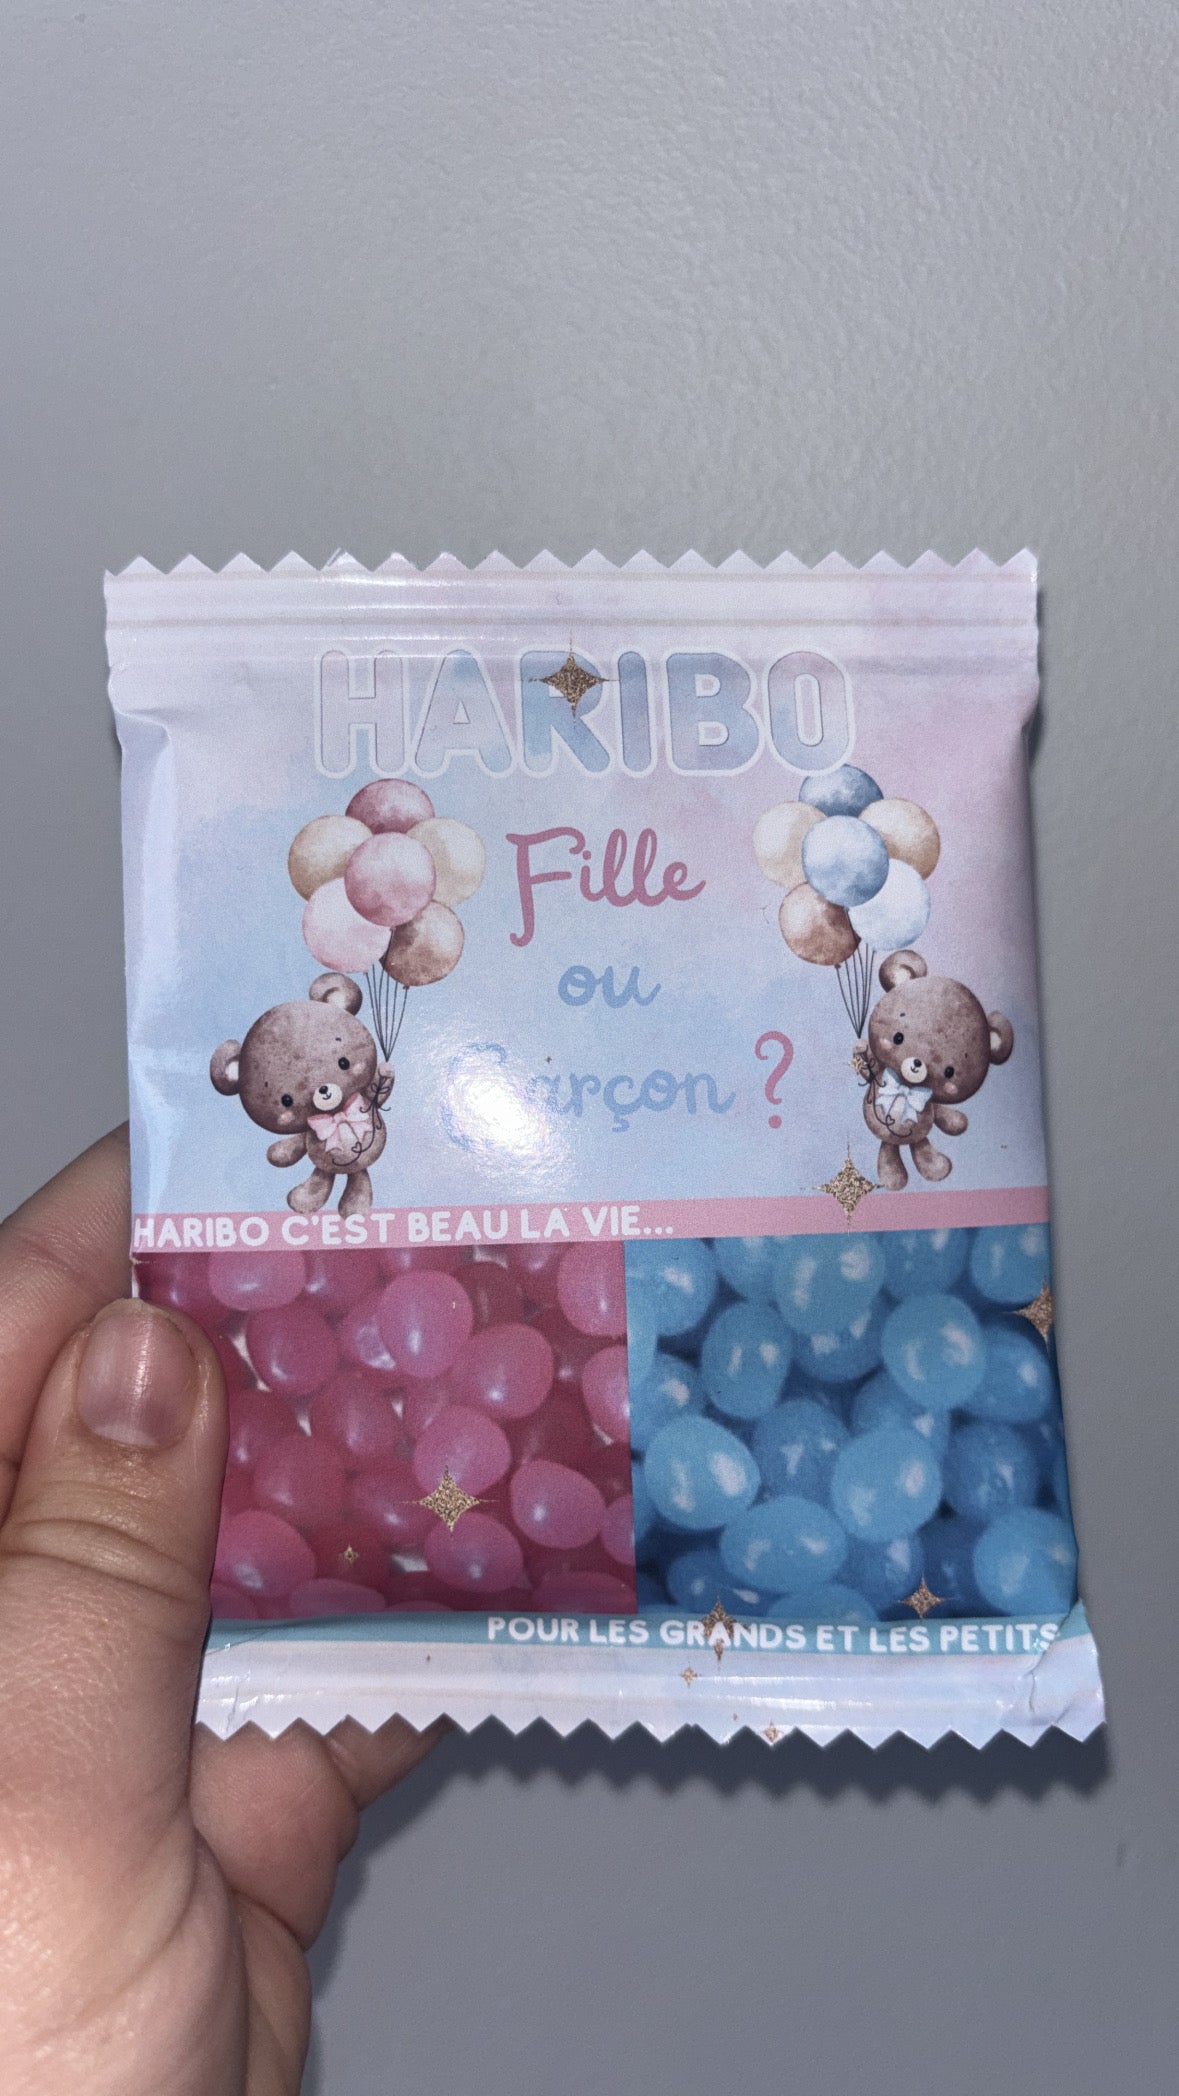 HARIBO
Fille
ou
Garçon ?
HARIBO C'EST BEAU LA VIE...
POUR LES GRANDS ET LES PETITS